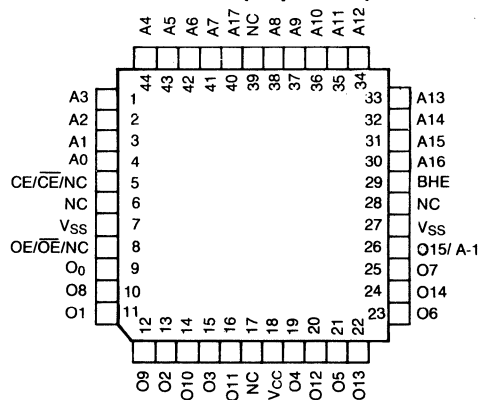 A4 A5 A6 A7 A17 NC A8 A9 A10 A11 A12
44 43 42 41 40 39 38 37 36 35 34
A3 1 33 A13
A2 2 32 A14
A1 3 31 A15
A0 4 30 A16
CE/C̅E̅/NC 5 29 BHE
NC 6 28 NC
VSS 7 27 VSS
OE/O̅E̅/NC 8 26 O15/ A-1
O0 9 25 O7
O8 10 24 O14
O1 11 23 O6
12 13 14 15 16 17 18 19 20 21 22
O9 O2 O10 O3 O11 NC VCC O4 O12 O5 O13